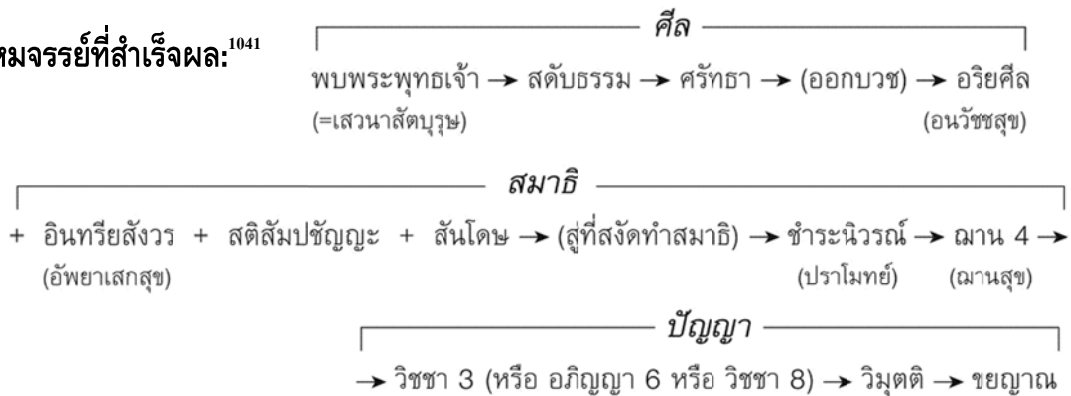 ศีล
หมจรรย์ที่สำเร็จผล:1041
พบพระพุทธเจ้า → สดับธรรม → ศรัทธา → (ออกบวช) → อริยศีล
(=เสวนาสัตบุรุษ) (อนวัชชสุข)
สมาธิ
+ อินทรียสังวร + สติสัมปชัญญะ + สันโดษ → (สู่ที่สงัดทำสมาธิ) → ชำระนิวรณ์ → ฌาน 4 →
(อัพยาเสกสุข) (ปราโมทย์) (ฌานสุข)
ปัญญา
→ วิชชา 3 (หรือ อภิญญา 6 หรือ วิชชา 8) → วิมุตติ → ขยญาณ